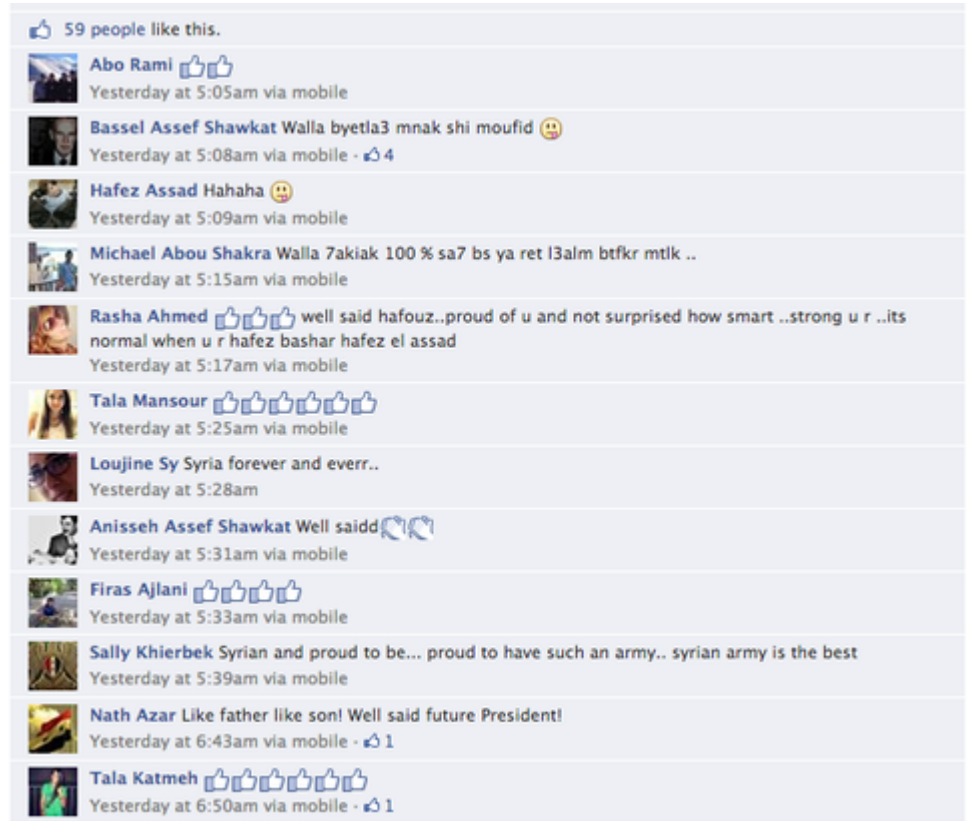 59 people like this.
Abo Rami
Yesterday at 5:05am via mobile
Bassel Assef Shawkat Walla byetla3 mnak shi moufid
Yesterday at 5:08am via mobile · 4
Hafez Assad Hahaha
Yesterday at 5:09am via mobile
Michael Abou Shakra Walla 7akiak 100 % sa7 bs ya ret l3alm btfkr mtlk ..
Yesterday at 5:15am via mobile
Rasha Ahmed well said hafouz..proud of u and not surprised how smart ..strong u r ..its
normal when u r hafez bashar hafez el assad
Yesterday at 5:17am via mobile
Tala Mansour
Yesterday at 5:25am via mobile
Loujine Sy Syria forever and everr..
Yesterday at 5:28am
Anisseh Assef Shawkat Well saidd
Yesterday at 5:31am via mobile
Firas Ajlani
Yesterday at 5:33am via mobile
Sally Khierbek Syrian and proud to be... proud to have such an army.. syrian army is the best
Yesterday at 5:39am via mobile
Nath Azar Like father like son! Well said future President!
Yesterday at 6:43am via mobile · 1
Tala Katmeh
Yesterday at 6:50am via mobile · 1